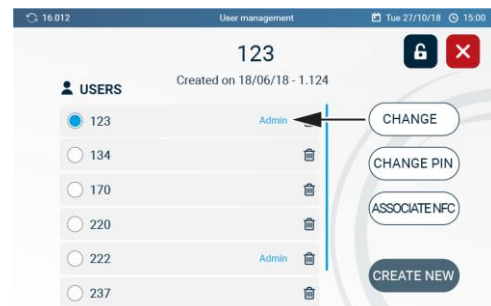 16.012 User management Tue 27/10/18 15:00
123
Created on 18/06/18 - 1.124
USERS
123 Admin
134
170
220
222 Admin
237
CHANGE
CHANGE PIN
ASSOCIATE NFC
CREATE NEW